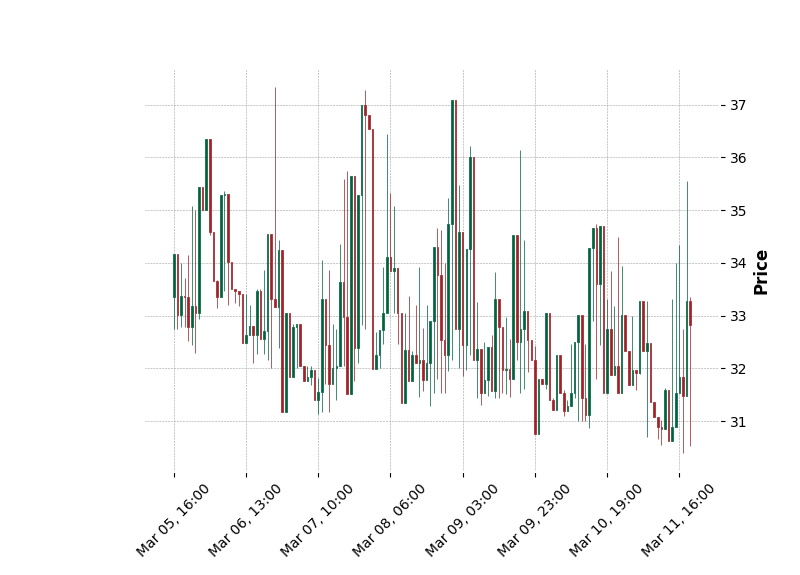 37
36
35
34
33
32
31
Price
Mar 05, 16:00
Mar 06, 13:00
Mar 07, 10:00
Mar 08, 06:00
Mar 09, 03:00
Mar 09, 23:00
Mar 10, 19:00
Mar 11, 16:00